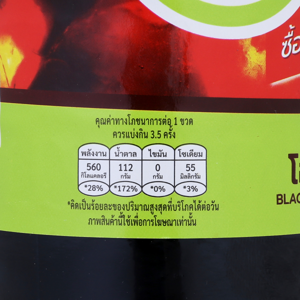 ซื้อ
คุณค่าทางโภชนาการต่อ 1 ขวด
ควรแบ่งกิน 3.5 ครั้ง
พลังงาน น้ำตาล ไขมัน โซเดียม
560 112 0 55
กิโลแคลอรี กรัม กรัม มิลลิกรัม
*28% *172% *0% *3%
*คิดเป็นร้อยละของปริมาณสูงสุดที่บริโภคได้ต่อวัน
ภาพสินค้านี้ใช้เพื่อการโฆษณาเท่านั้น
BLAC